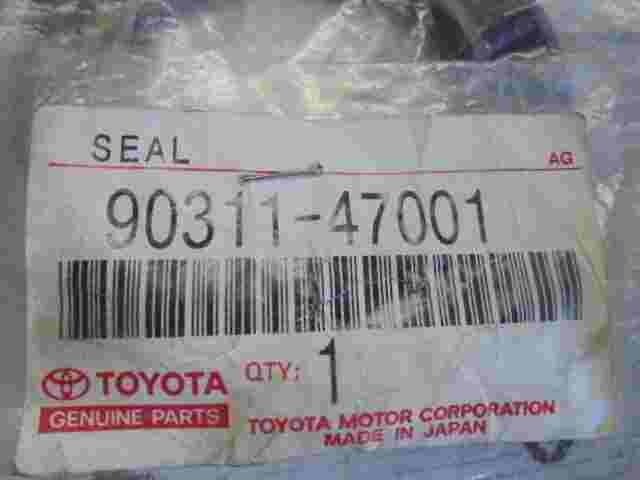 SEAL
AG
90311-47001
TOYOTA
GENUINE PARTS
QTY: 1
TOYOTA MOTOR CORPORATION
MADE IN JAPAN